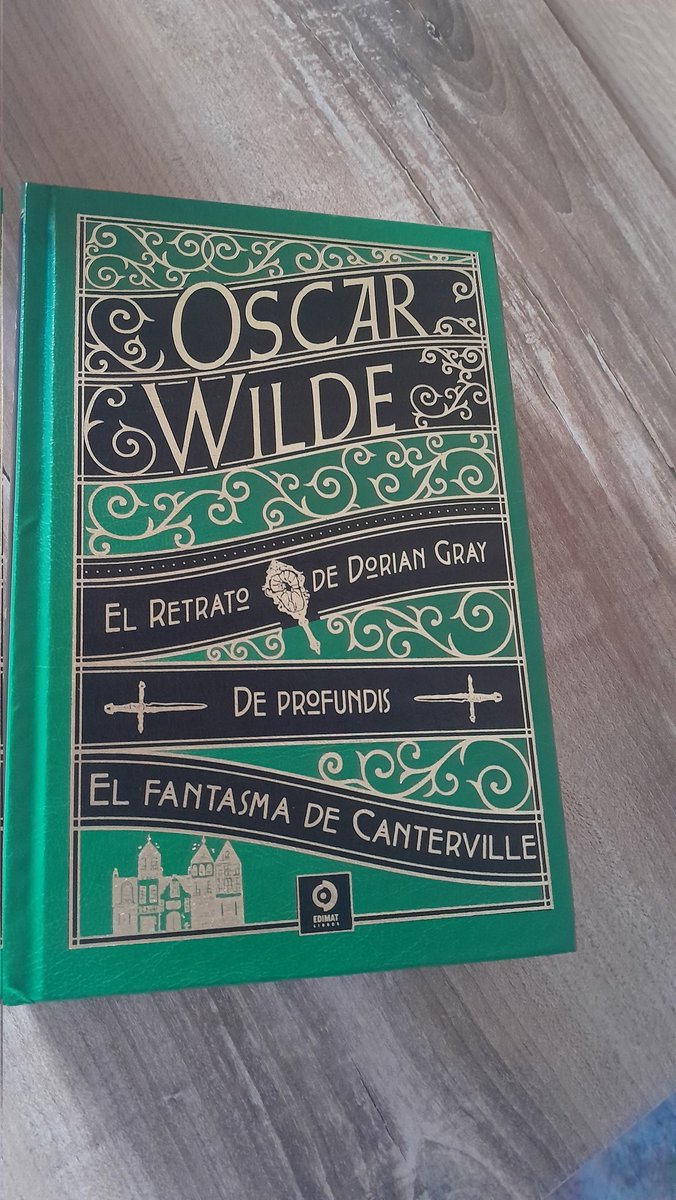 OSCAR
WILDE
EL RETRATO DE DORIAN GRAY
DE PROFUNDIS
EL FANTASMA DE CANTERVILLE
EDIMAT
LIBROS